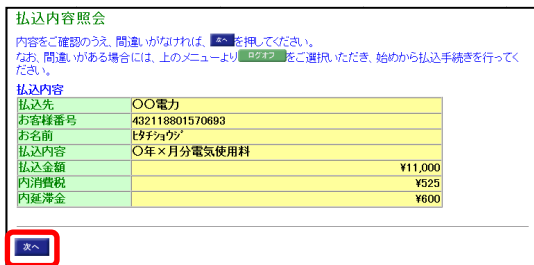 払込内容照会
内容をご確認のうえ、間違いがなければ、 次へ を押してください。
なお、間違いがある場合には、上のメニューより ログオフ をご選択いただき、始めから払込手続きを行ってく
ださい。
払込内容
払込先 〇〇電力
お客様番号 432118801570693
お名前 ﾋﾀﾁｼｮｳｼﾞ
払込内容 〇年×月分電気使用料
払込金額 ¥11,000
内消費税 ¥525
内延滞金 ¥600
次へ